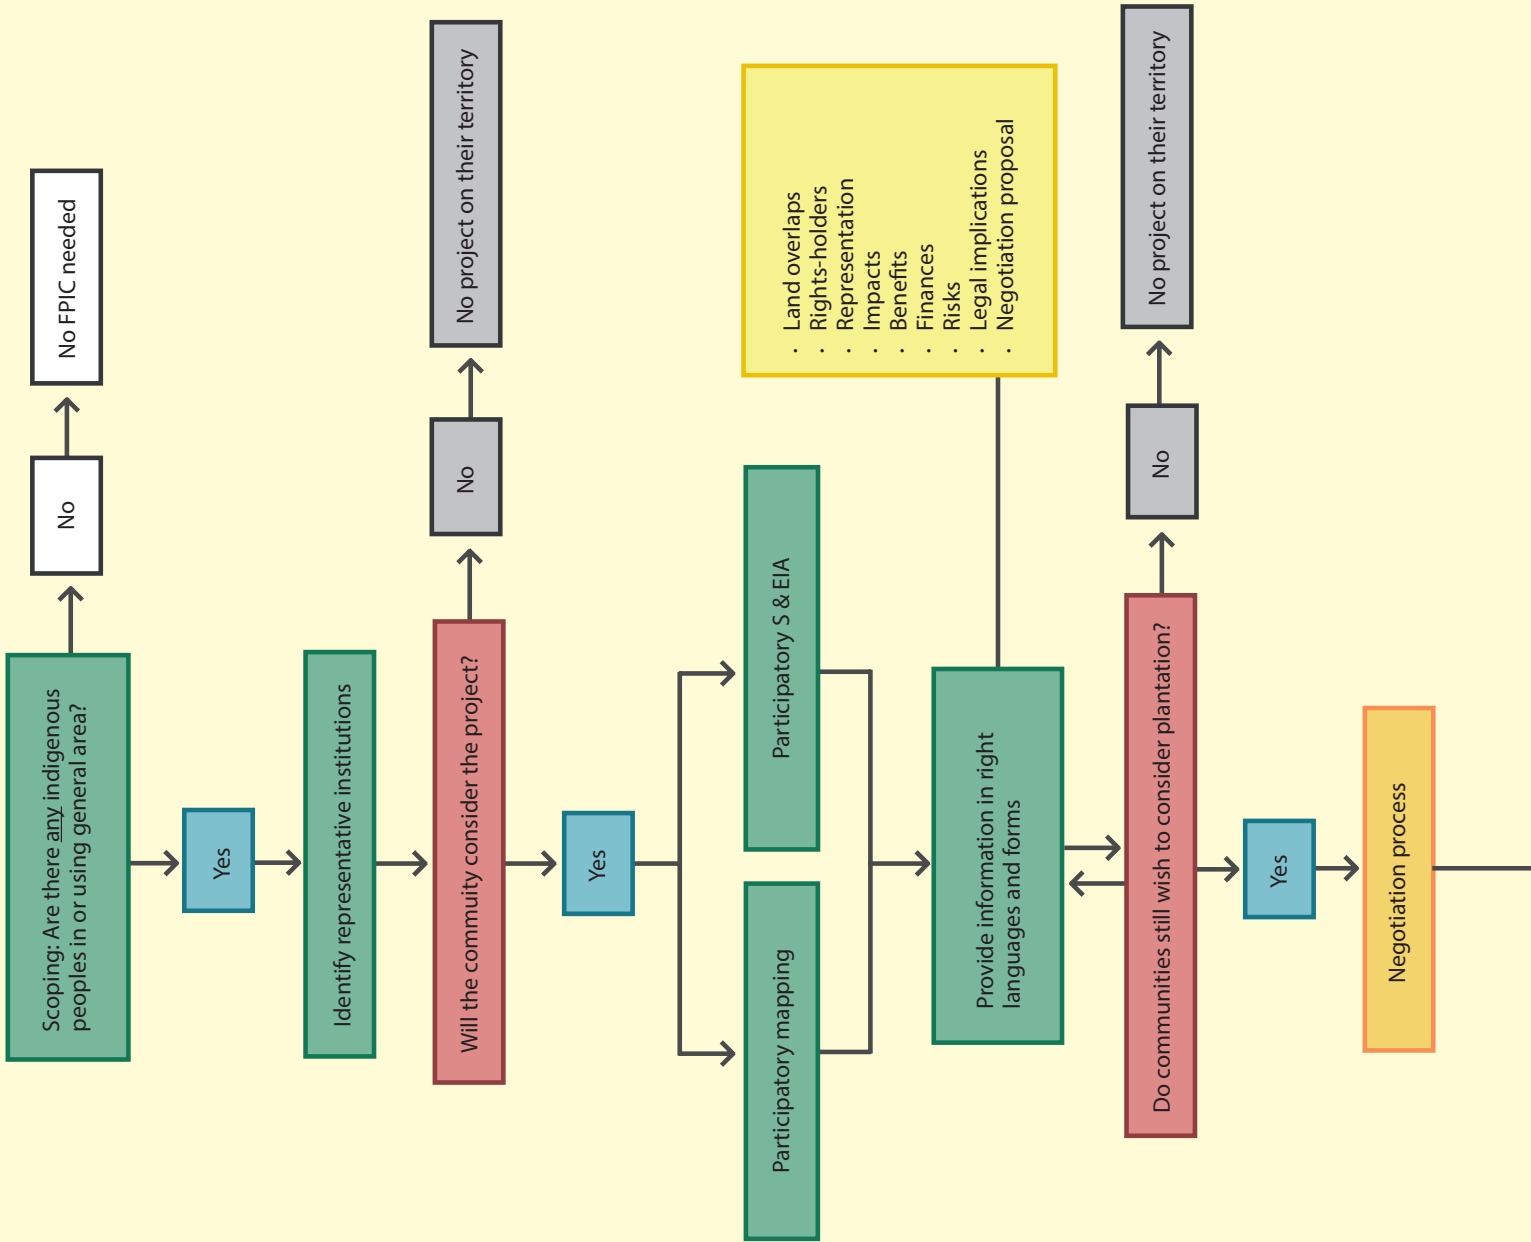 Scoping: Are there any indigenous
peoples in or using general area?
No
No FPIC needed
Yes
Identify representative institutions
Will the community consider the project?
No
No project on their territory
Yes
Participatory mapping
Participatory S & EIA
Provide information in right
languages and forms
· Land overlaps
· Rights-holders
· Representation
· Impacts
· Benefits
· Finances
· Risks
· Legal implications
· Negotiation proposal
Do communities still wish to consider plantation?
No
No project on their territory
Yes
Negotiation process